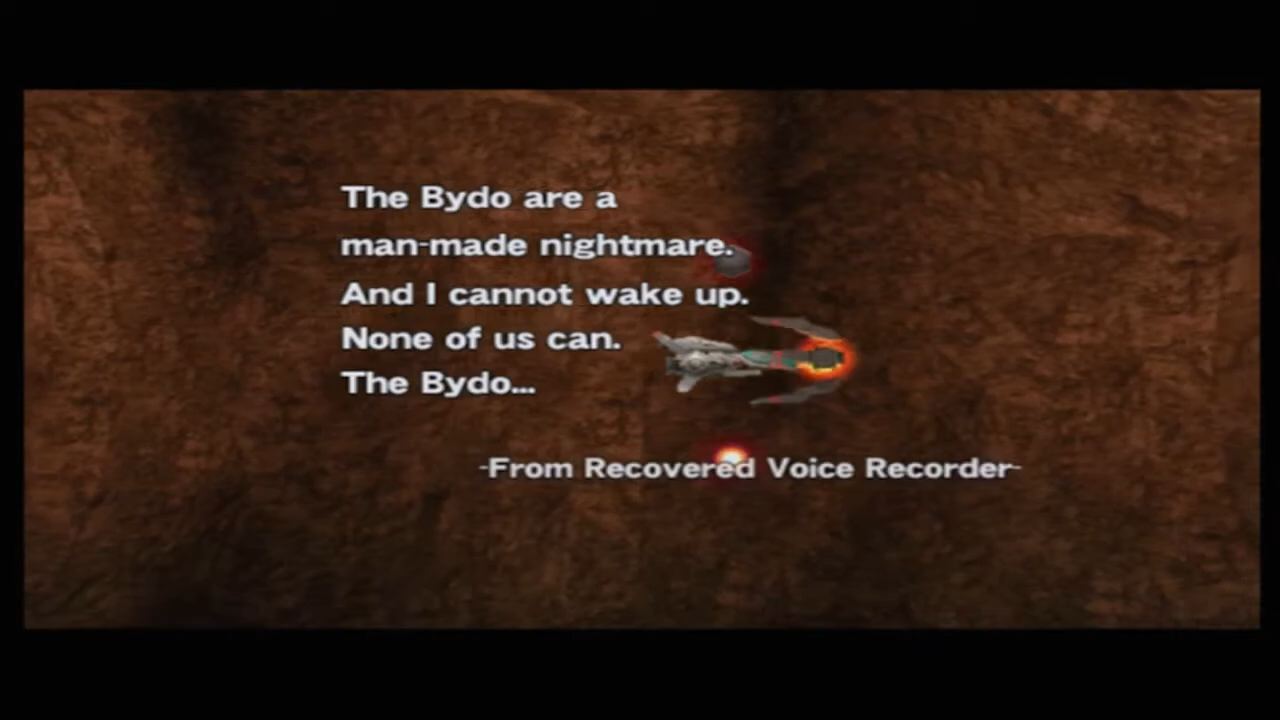 The Bydo are a
man-made nightmare.
And I cannot wake up.
None of us can.
The Bydo...
-From Recovered Voice Recorder-